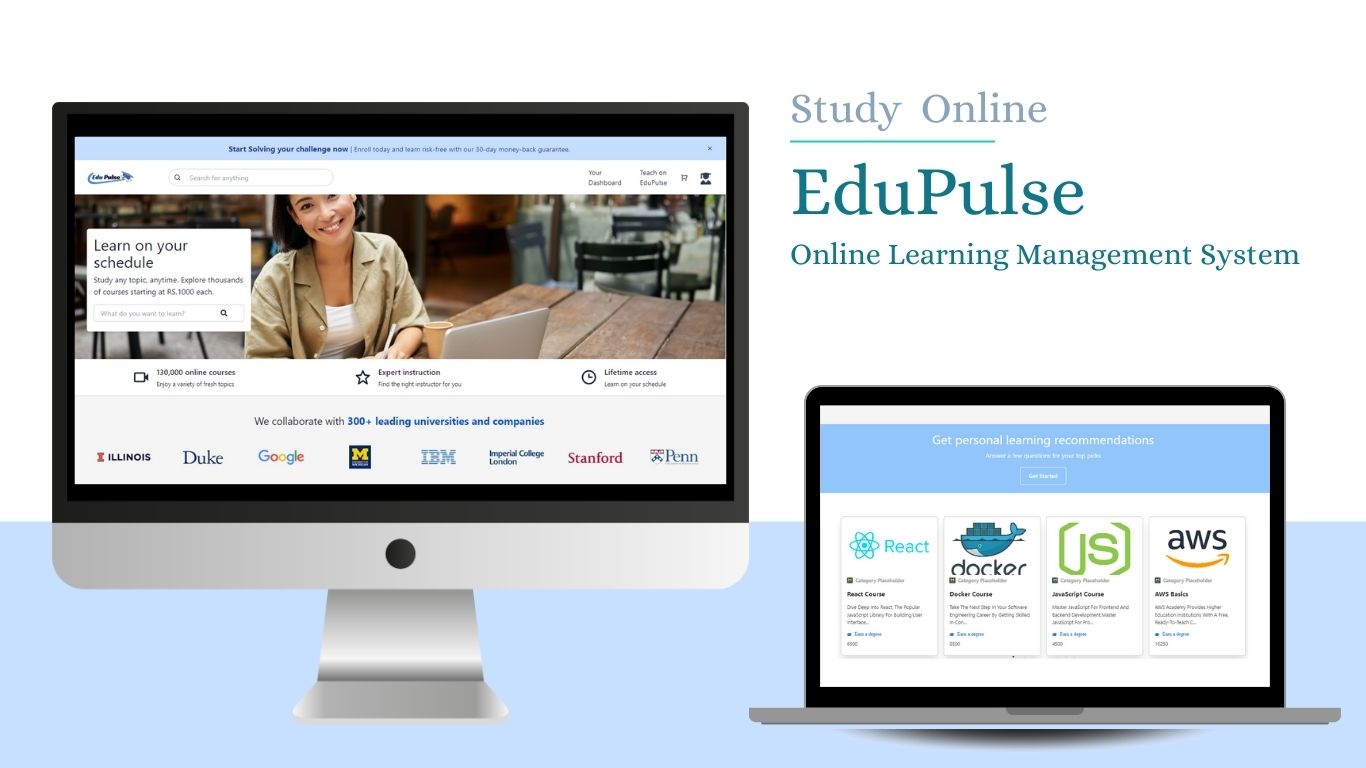 Study Online
EduPulse
Online Learning Management System
Start Solving your challenge now | Enroll today and learn risk-free with our 30-day money-back guarantee.
×
Edu Pulse
Search for anything
Your
Dashboard
Teach on
EduPulse
Learn on your
schedule
Study any topic, anytime. Explore thousands
of courses starting at RS.1000 each.
What do you want to learn?
130,000 online courses
Enjoy a variety of fresh topics
Expert instruction
Find the right instructor for you
Lifetime access
Learn on your schedule
We collaborate with 300+ leading universities and companies
I ILLINOIS
Duke
Google
M
IBM
Imperial College
London
Stanford
Penn
Get personal learning recommendations
Answer a few questions for your top picks
Get Started
React
Category Placeholder
React Course
Dive Deep Into React, The Popular
JavaScript Library For Building User
Interface...
Earn a degree
6500
docker
Category Placeholder
Docker Course
Take The Next Step In Your Software
Engineering Career By Getting Skilled
In Con...
Earn a degree
8500
JS
Category Placeholder
JavaScript Course
Master JavaScript For Frontend And
Backend Development.Master
JavaScript For Pro...
Earn a degree
4500
aws
Category Placeholder
AWS Basics
AWS Academy Provides Higher
Education Institutions With A Free,
Ready-To-Teach C...
Earn a degree
10250